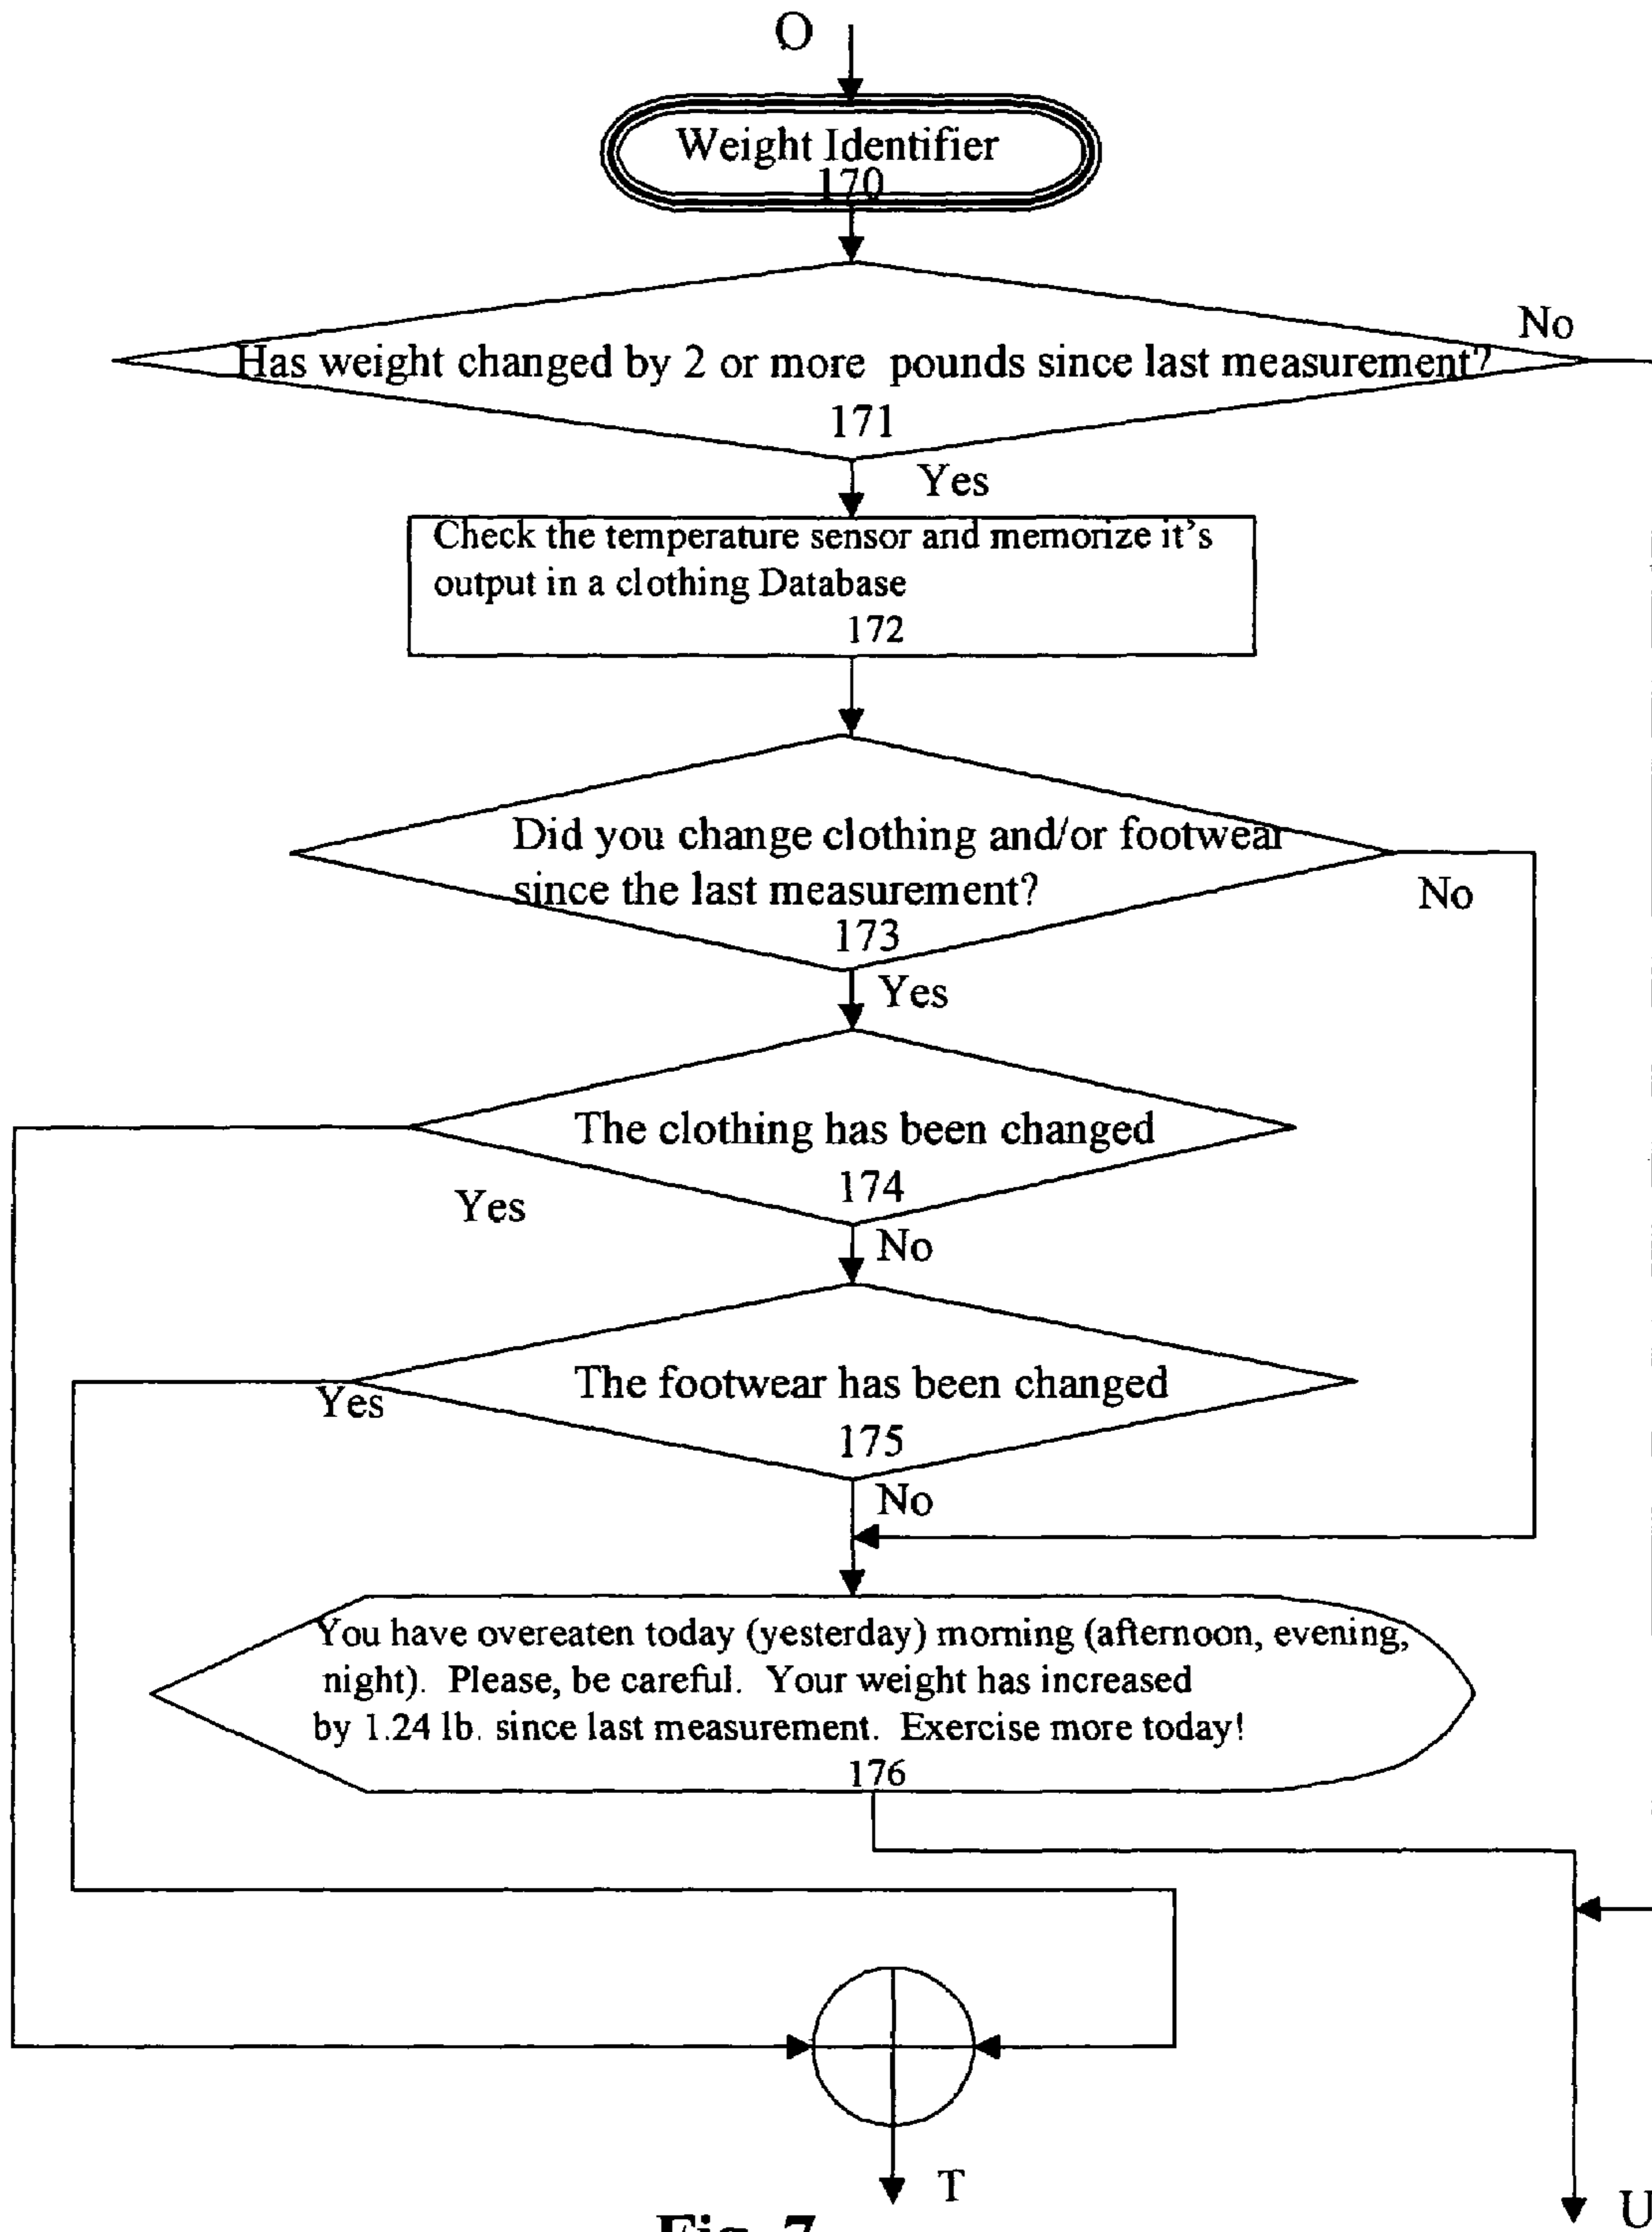 O
Weight Identifier
170
No
Has weight changed by 2 or more pounds since last measurement?
171
Yes
Check the temperature sensor and memorize it's
output in a clothing Database
172
Did you change clothing and/or footwear
since the last measurement?
No
173
Yes
The clothing has been changed
174
Yes
No
The footwear has been changed
Yes
175
No
You have overeaten today (yesterday) morning (afternoon, evening,
night). Please, be careful. Your weight has increased
by 1.24 lb. since last measurement. Exercise more today!
176
T
U
Fig. 7